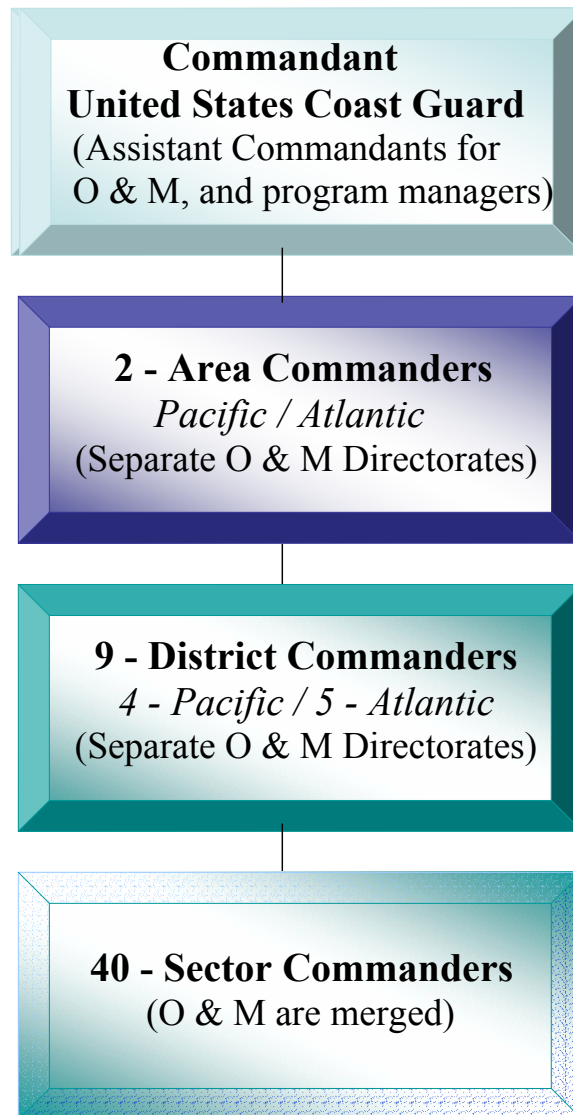 Commandant
United States Coast Guard
(Assistant Commandants for
O & M, and program managers)
2 - Area Commanders
Pacific / Atlantic
(Separate O & M Directorates)
9 - District Commanders
4 - Pacific / 5 - Atlantic
(Separate O & M Directorates)
40 - Sector Commanders
(O & M are merged)